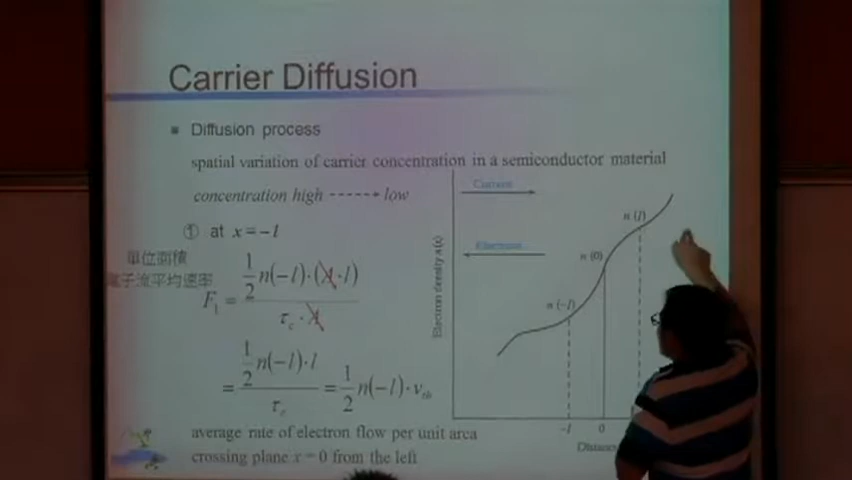 Carrier Diffusion
Diffusion process
spatial variation of carrier concentration in a semiconductor material
concentration high -----→ low
① at x = −l
單位面積
電子流平均速率
F₁ = ½n(−l)·(A·l) / τc·A
= ½n(−l)·l / τc = ½n(−l)·vth
average rate of electron flow per unit area
crossing plane x = 0 from the left
Current
Electron
Electron density n(x)
n (l)
n (0)
n (−l)
−l 0